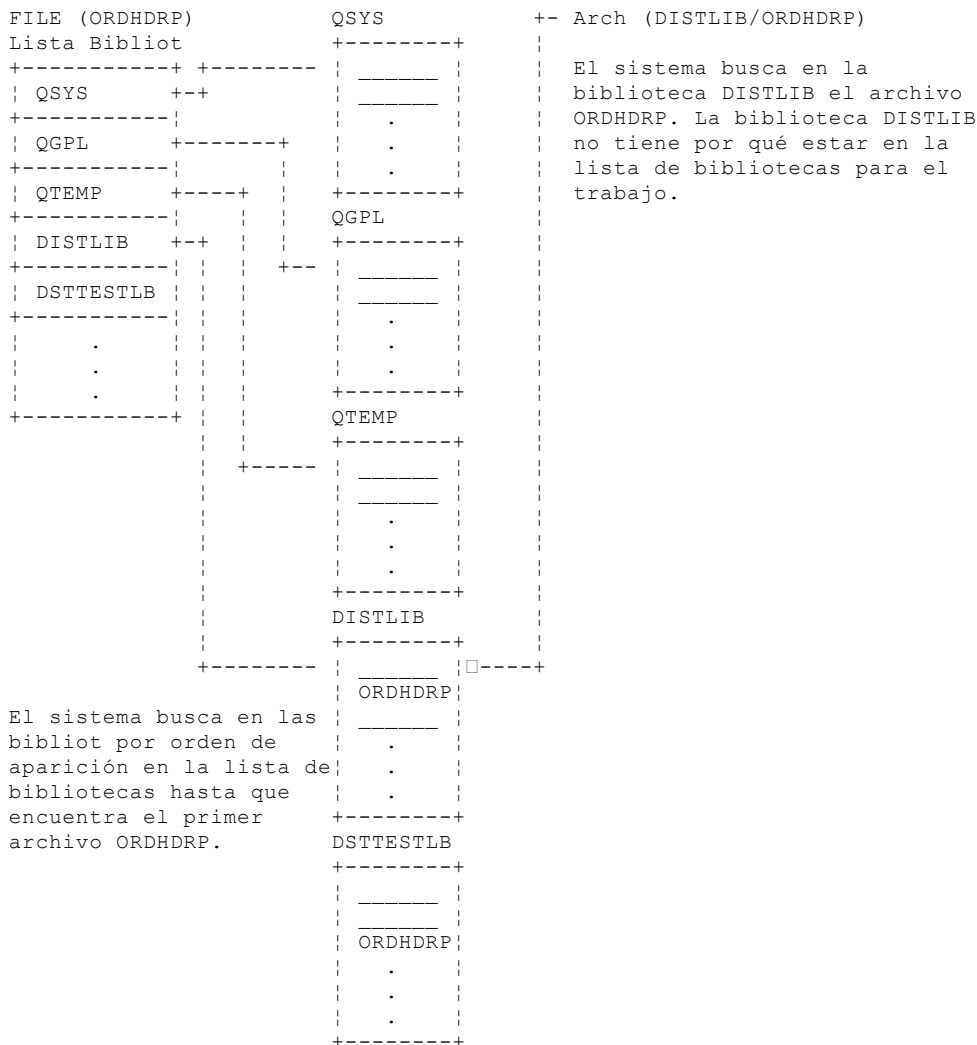 FILE (ORDHDRP)
Lista Bibliot
QSYS
QGPL
QTEMP
DISTLIB
DSTTESTLB
QSYS
QGPL
QTEMP
DISTLIB
ORDHDRP
DSTTESTLB
ORDHDRP
Arch (DISTLIB/ORDHDRP)
El sistema busca en la
biblioteca DISTLIB el archivo
ORDHDRP. La biblioteca DISTLIB
no tiene por qué estar en la
lista de bibliotecas para el
trabajo.
El sistema busca en las
bibliot por orden de
aparición en la lista de
bibliotecas hasta que
encuentra el primer
archivo ORDHDRP.